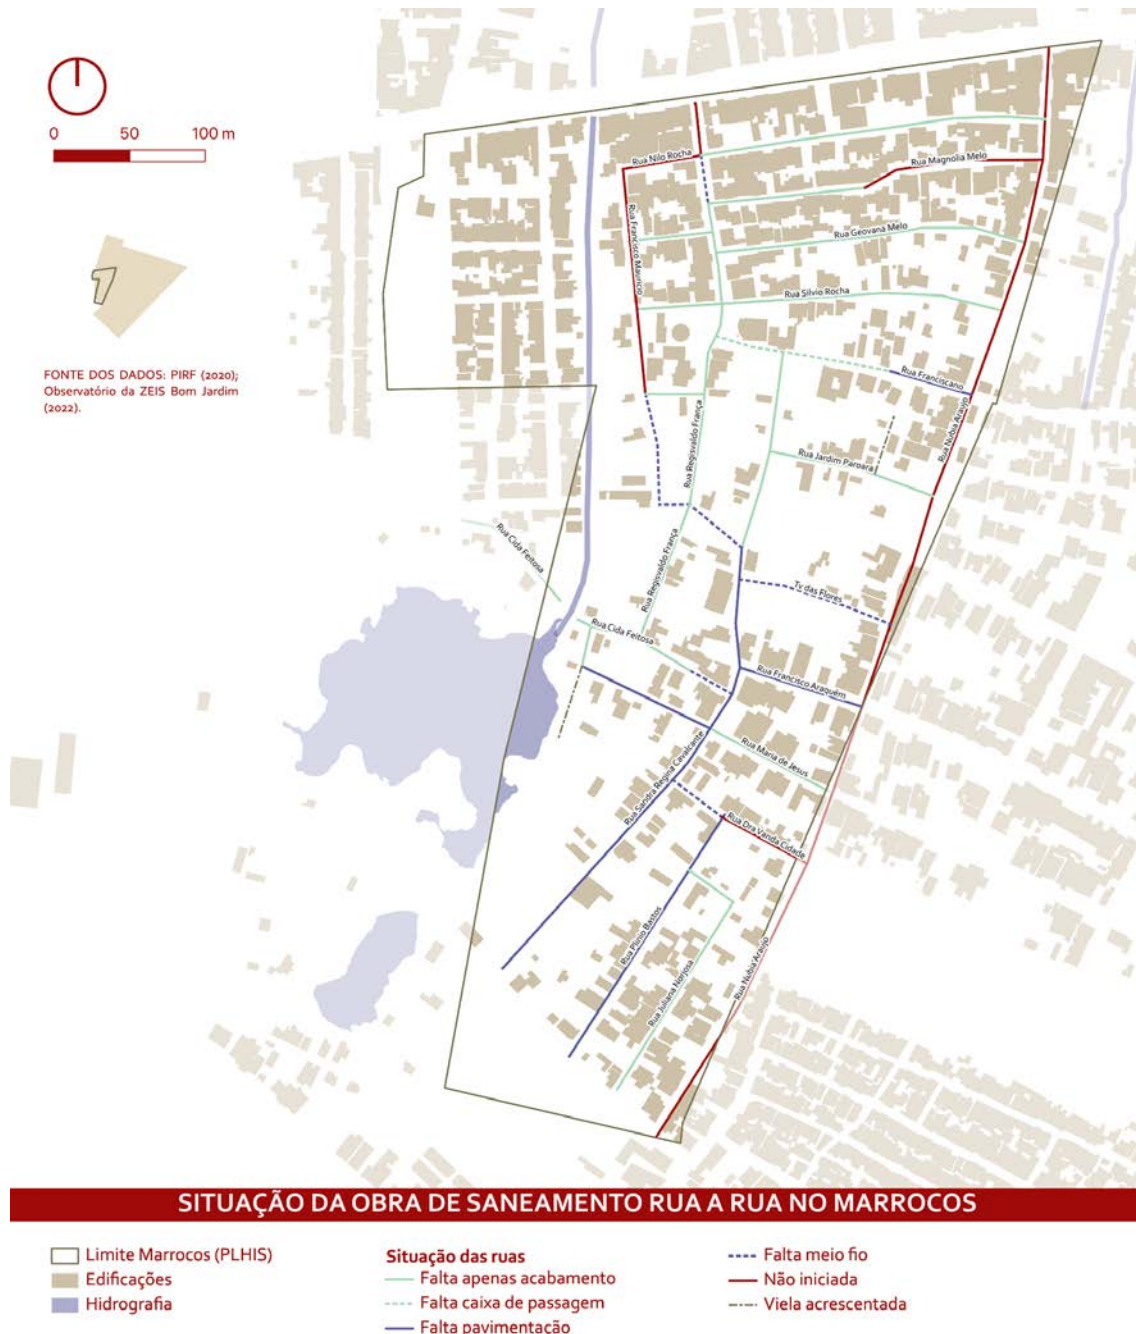 0 50 100 m
FONTE DOS DADOS: PIRF (2020);
Observatório da ZEIS Bom Jardim
(2022).
Rua Nilo Rocha
Rua Magnolia Melo
Rua Francisco Mauricio
Rua Geovana Melo
Rua Silvio Rocha
Rua Franciscano
Rua Regisvaldo França
Rua Nubia Araujo
Rua Jardim Paroara
Rua Cida Feitosa
Rua Regisvaldo França
Tv das Flores
Rua Cida Feitosa
Rua Francisco Araquém
Rua Maria de Jesus
Rua Sandra Regina Cavalcante
Rua Dra Vanda Cidade
Rua Plinio Bastos
Rua Juliana Norjosa
Rua Nubia Araujo
SITUAÇÃO DA OBRA DE SANEAMENTO RUA A RUA NO MARROCOS
Limite Marrocos (PLHIS)
Edificações
Hidrografia
Situação das ruas
Falta apenas acabamento
Falta caixa de passagem
Falta pavimentação
Falta meio fio
Não iniciada
Viela acrescentada